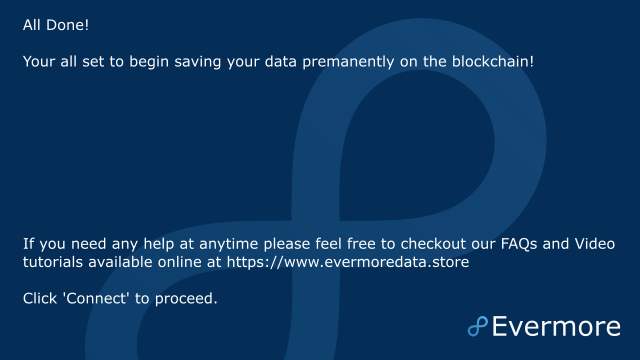 All Done!
Your all set to begin saving your data premanently on the blockchain!
If you need any help at anytime please feel free to checkout our FAQs and Video
tutorials available online at https://www.evermoredata.store
Click 'Connect' to proceed.
Evermore